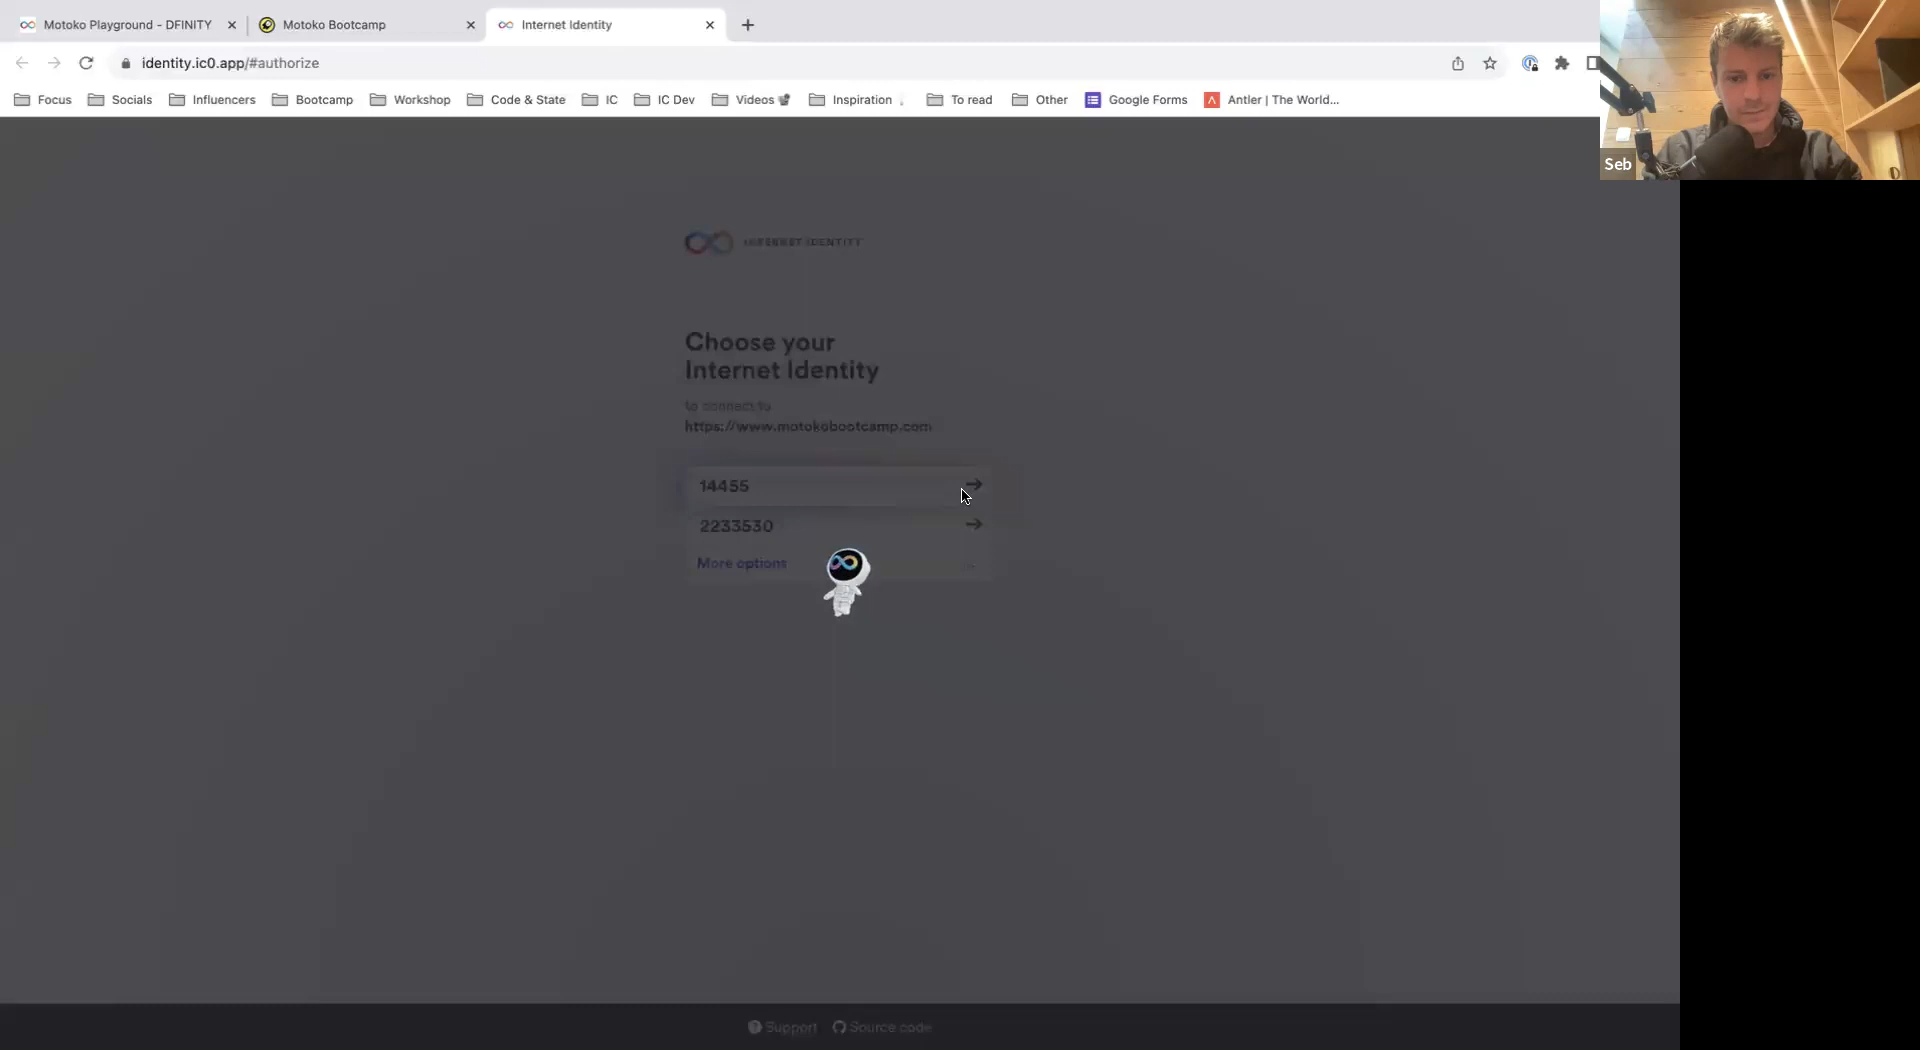 Motoko Playground - DFINITY
Motoko Bootcamp
Internet Identity
identity.ic0.app/#authorize
Focus
Socials
Influencers
Bootcamp
Workshop
Code & State
IC
IC Dev
Videos
Inspiration
To read
Other
Google Forms
Antler | The World...
Seb
INTERNET IDENTITY
Choose your
Internet Identity
to connect to
https://www.motokobootcamp.com
14455
2233530
More options
...
Support
Source code